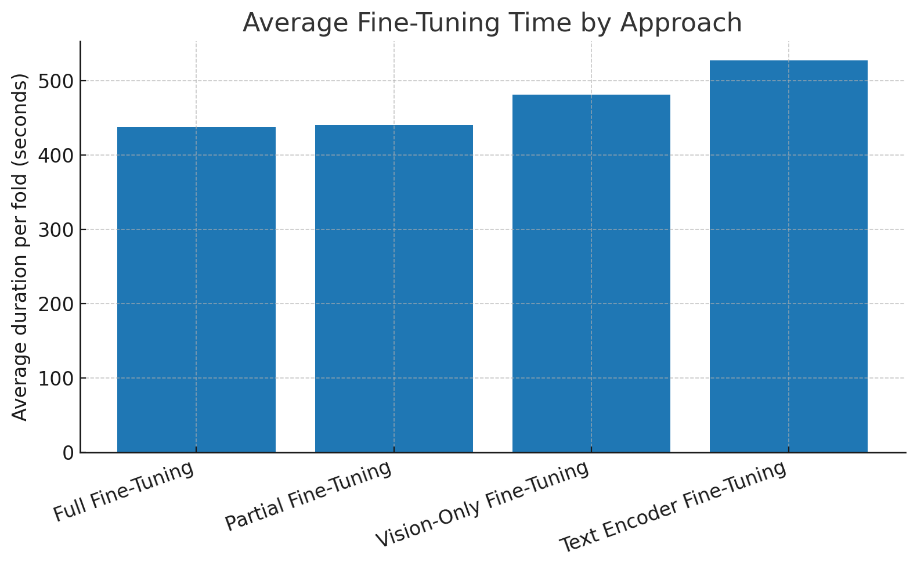 Average Fine-Tuning Time by Approach
Average duration per fold (seconds)
500
400
300
200
100
0
Full Fine-Tuning
Partial Fine-Tuning
Vision-Only Fine-Tuning
Text Encoder Fine-Tuning